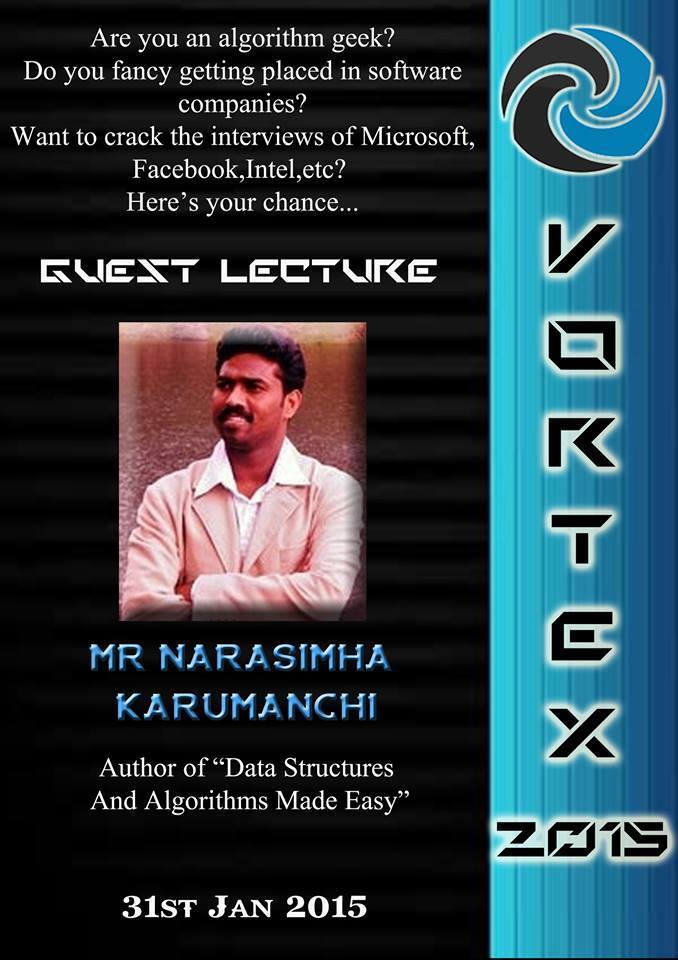 Are you an algorithm geek?
Do you fancy getting placed in software
companies?
Want to crack the interviews of Microsoft,
Facebook,Intel,etc?
Here's your chance...
GUEST LECTURE
MR NARASIMHA
KARUMANCHI
Author of “Data Structures
And Algorithms Made Easy”
31ST JAN 2015
VORTEX
2015